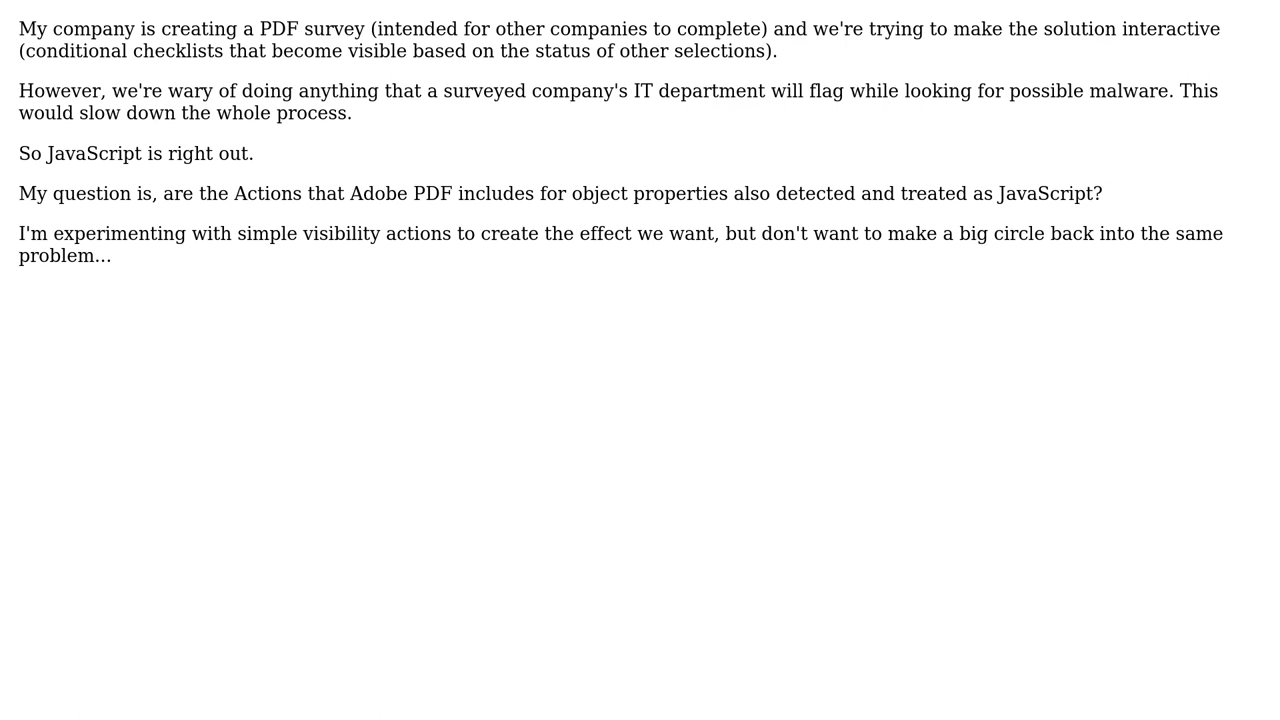 My company is creating a PDF survey (intended for other companies to complete) and we're trying to make the solution interactive
(conditional checklists that become visible based on the status of other selections).
However, we're wary of doing anything that a surveyed company's IT department will flag while looking for possible malware. This
would slow down the whole process.
So JavaScript is right out.
My question is, are the Actions that Adobe PDF includes for object properties also detected and treated as JavaScript?
I'm experimenting with simple visibility actions to create the effect we want, but don't want to make a big circle back into the same
problem...